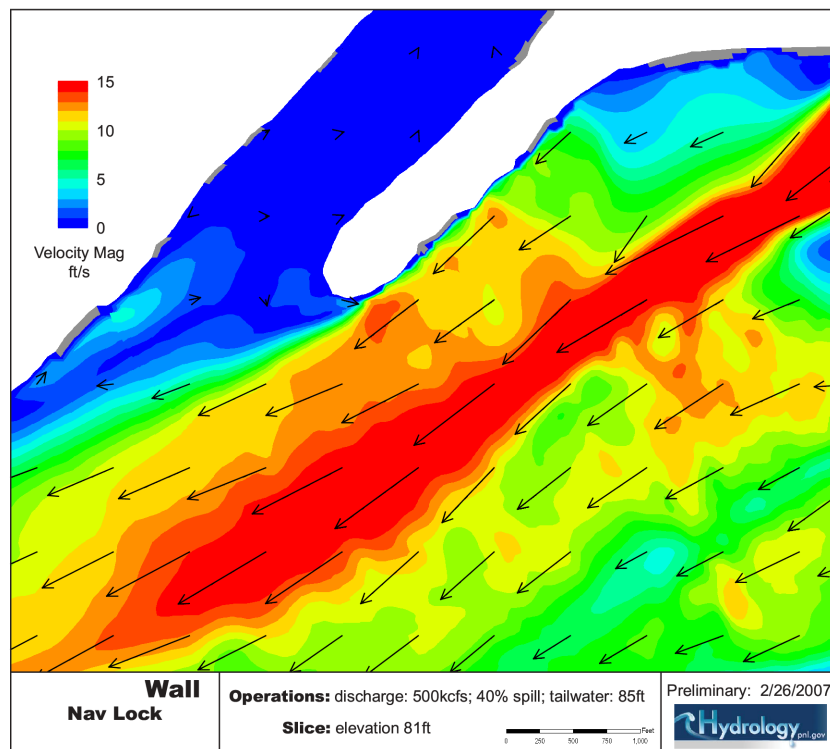 15
10
5
0
Velocity Mag
ft/s
Wall
Nav Lock
Operations: discharge: 500kcfs; 40% spill; tailwater: 85ft
Slice: elevation 81ft
Feet
0 250 500 750 1,000
Preliminary: 2/26/2007
Hydrology
pnl.gov